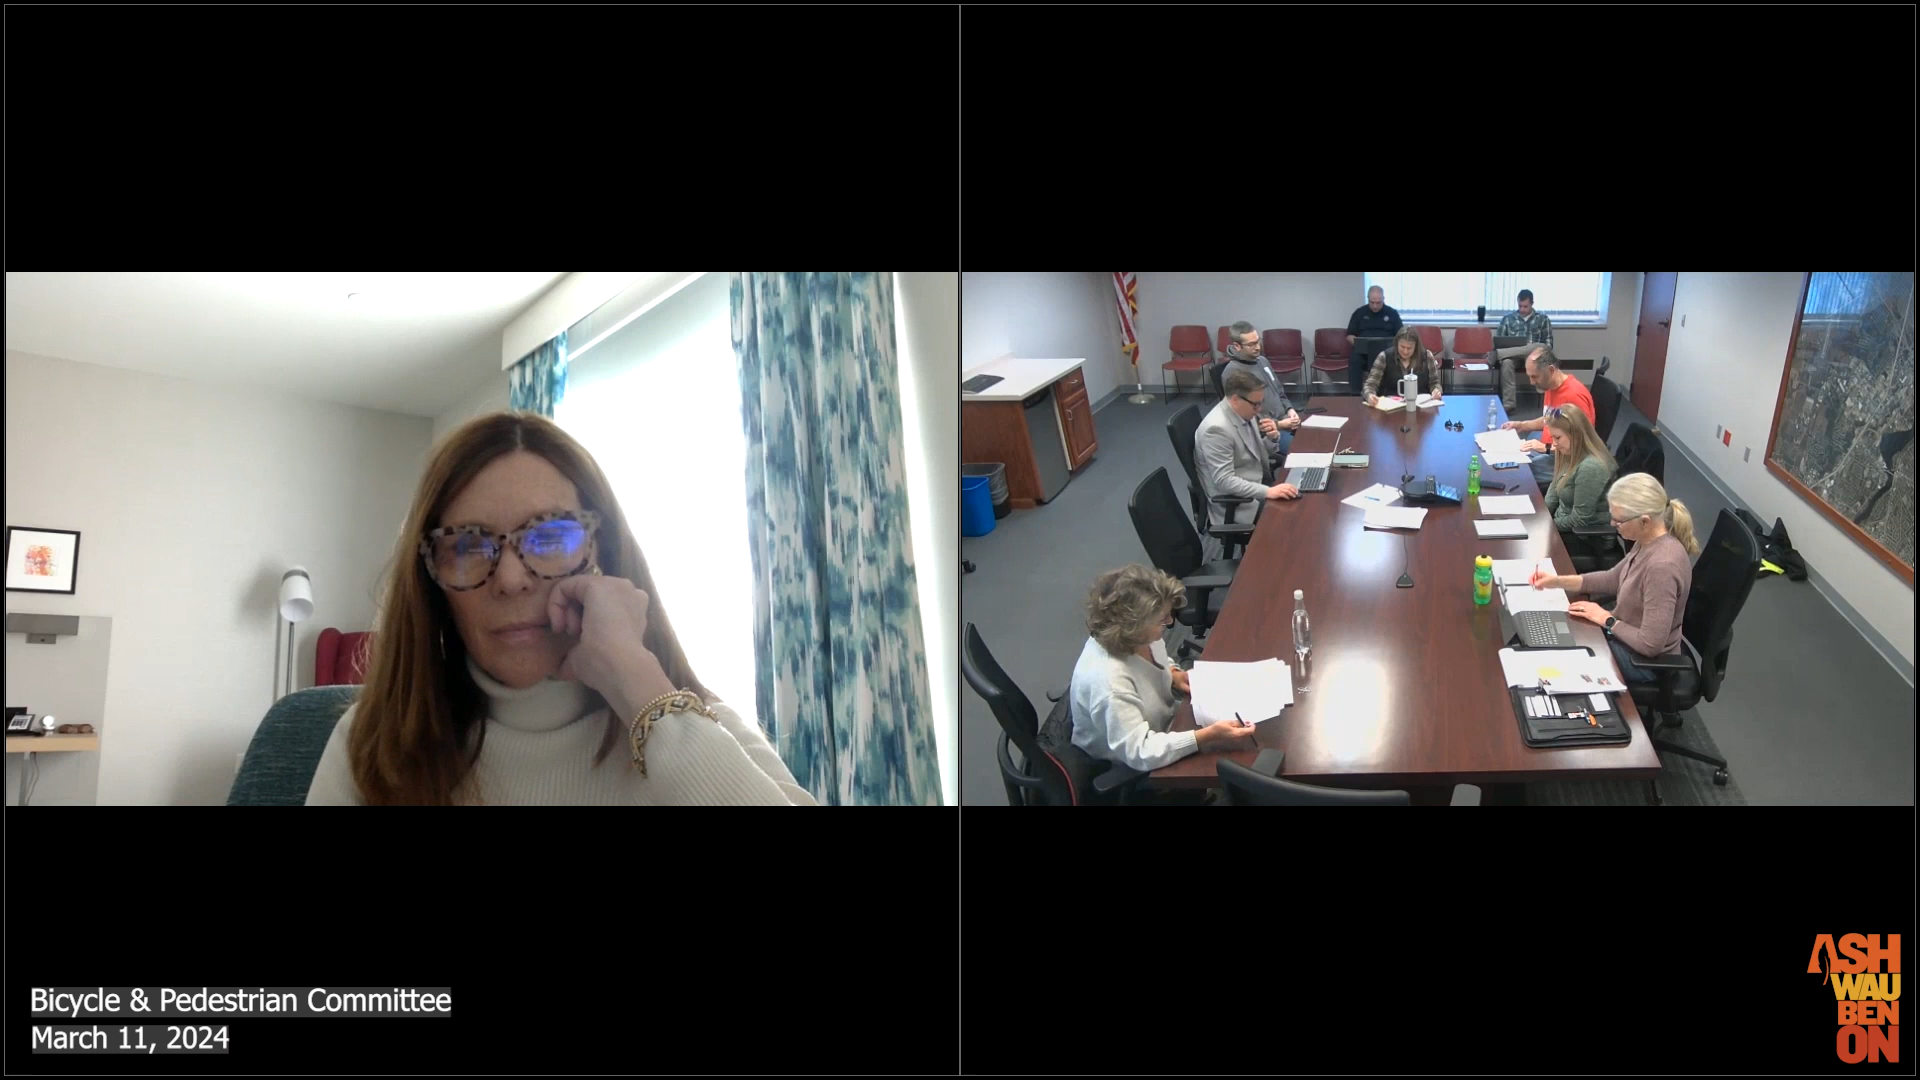 Bicycle & Pedestrian Committee
March 11, 2024
ASH
WAU
BEN
ON